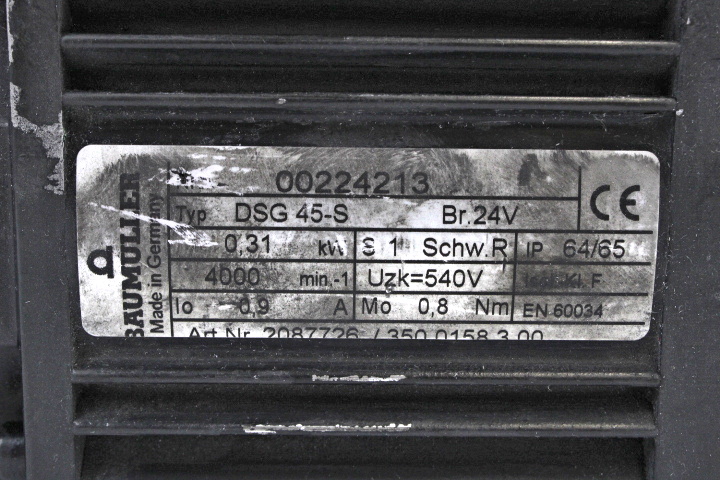 BAUMÜLLER
Made in Germany
00224213
Typ DSG 45-S Br.24V CE
0,31 kW S 1 Schw.R IP 64/65
4000 min.-1 Uzk=540V Kl. F
Io 0,9 A Mo 0,8 Nm EN 60034
Art.Nr. 2087726 / 350.0158.3.00